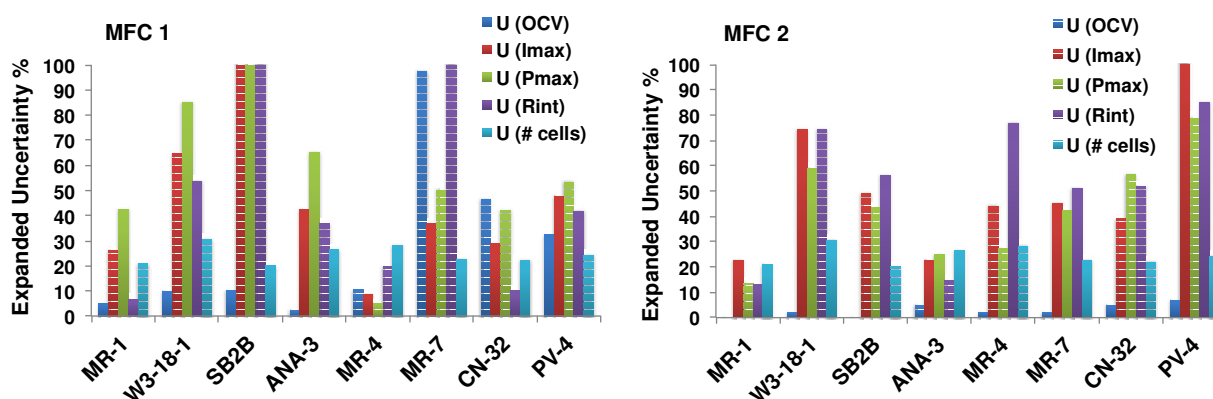 MFC 1
U (OCV)
U (Imax)
U (Pmax)
U (Rint)
U (# cells)
Expanded Uncertainty %
100
90
80
70
60
50
40
30
20
10
0
MR-1
W3-18-1
SB2B
ANA-3
MR-4
MR-7
CN-32
PV-4
MFC 2
U (OCV)
U (Imax)
U (Pmax)
U (Rint)
U (# cells)
Expanded Uncertainty %
100
90
80
70
60
50
40
30
20
10
0
MR-1
W3-18-1
SB2B
ANA-3
MR-4
MR-7
CN-32
PV-4